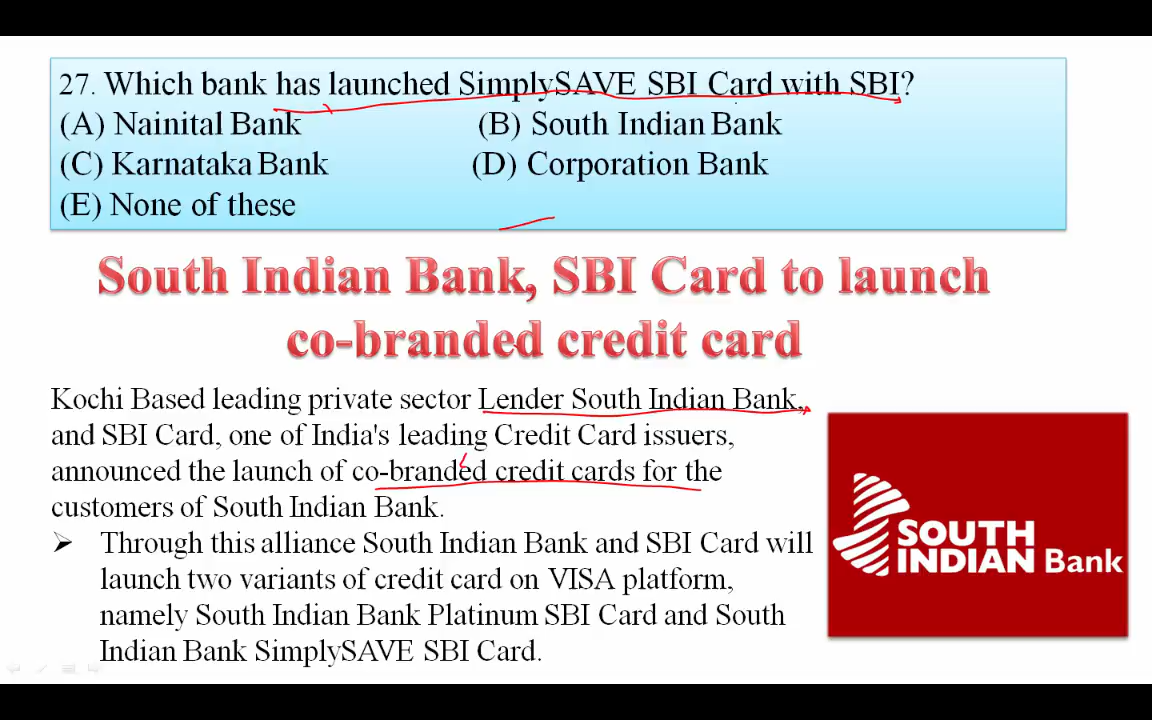 27. Which bank has launched SimplySAVE SBI Card with SBI?
(A) Nainital Bank (B) South Indian Bank
(C) Karnataka Bank (D) Corporation Bank
(E) None of these
South Indian Bank, SBI Card to launch
co-branded credit card
Kochi Based leading private sector Lender South Indian Bank,
and SBI Card, one of India's leading Credit Card issuers,
announced the launch of co-branded credit cards for the
customers of South Indian Bank.
➢ Through this alliance South Indian Bank and SBI Card will
launch two variants of credit card on VISA platform,
namely South Indian Bank Platinum SBI Card and South
Indian Bank SimplySAVE SBI Card.
SOUTH
INDIAN Bank